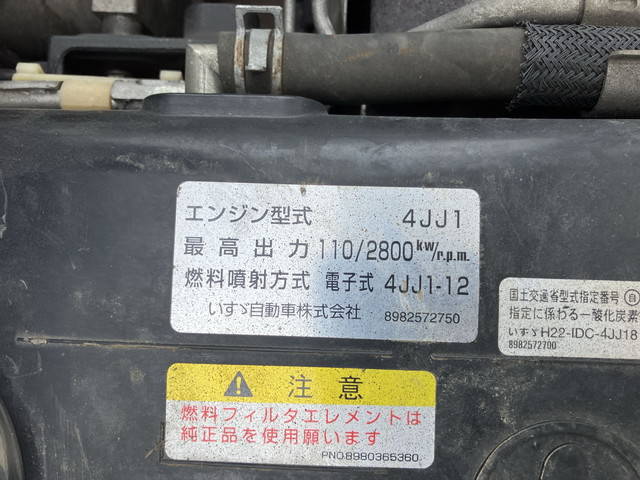 エンジン型式 4JJ1
最高出力 110/2800 kw/r.p.m.
燃料噴射方式 電子式 4JJ1-12
いすゞ自動車株式会社 8982572750
国土交通省型式指定番号 自
指定に係わる一酸化炭素
いすゞH22-IDC-4JJ18
8982572700
注意
燃料フィルタエレメントは
純正品を使用願います
PNO.8980365360